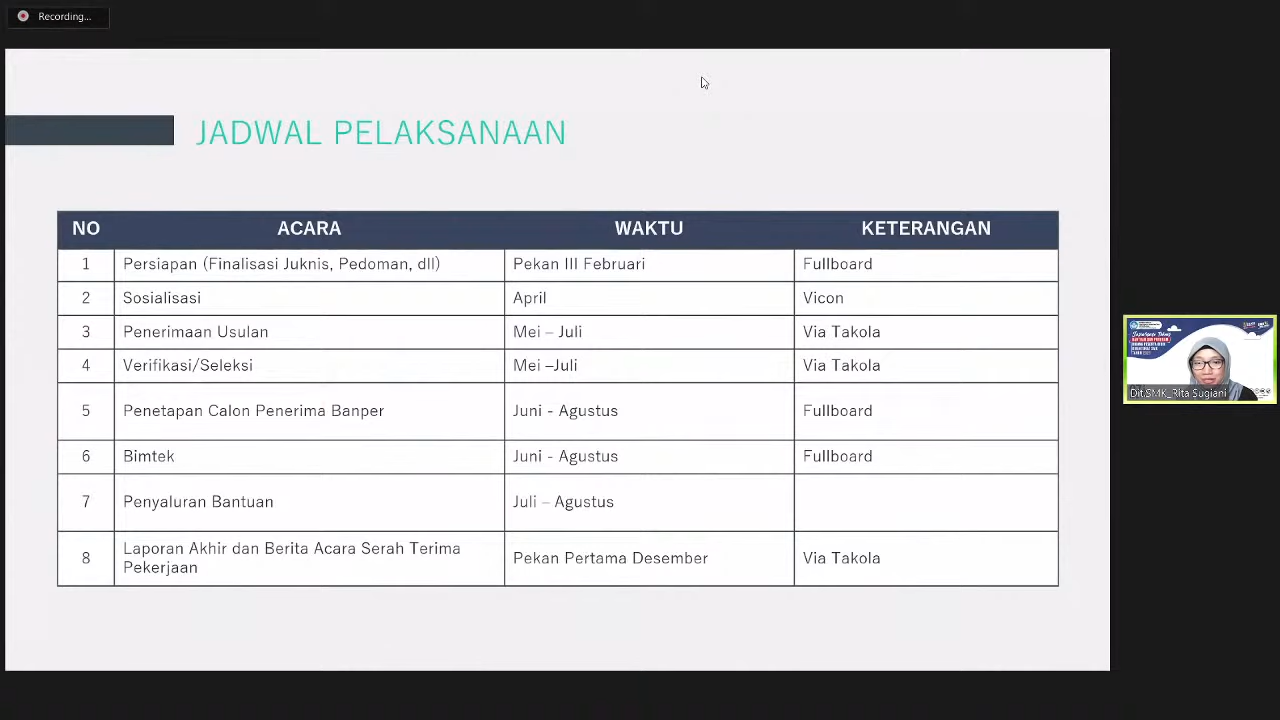 Recording...
JADWAL PELAKSANAAN
NO ACARA WAKTU KETERANGAN
1 Persiapan (Finalisasi Juknis, Pedoman, dll) Pekan III Februari Fullboard
2 Sosialisasi April Vicon
3 Penerimaan Usulan Mei – Juli Via Takola
4 Verifikasi/Seleksi Mei –Juli Via Takola
5 Penetapan Calon Penerima Banper Juni - Agustus Fullboard
6 Bimtek Juni - Agustus Fullboard
7 Penyaluran Bantuan Juli – Agustus
8 Laporan Akhir dan Berita Acara Serah Terima
Pekerjaan Pekan Pertama Desember Via Takola
Dit.SMK_Rita Sugiani